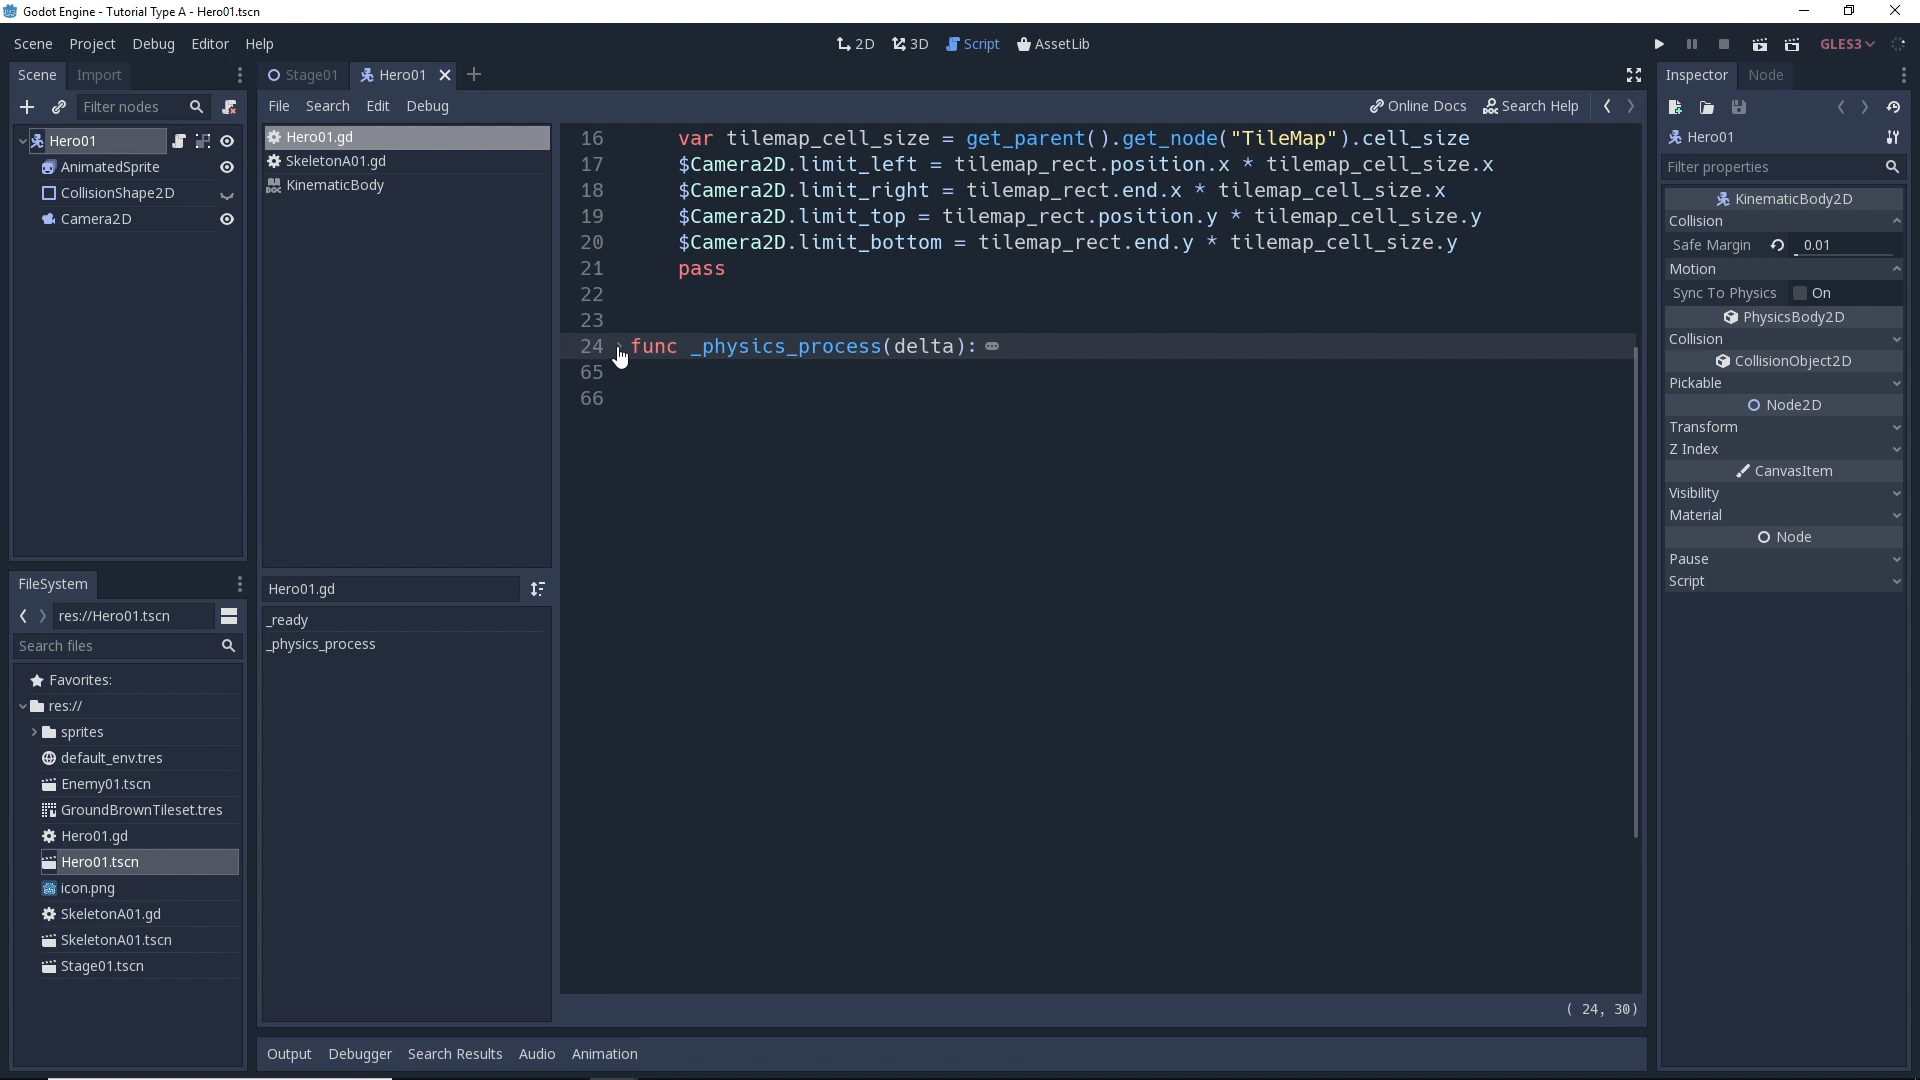 Godot Engine - Tutorial Type A - Hero01.tscn
Scene Project Debug Editor Help
2D 3D Script AssetLib
GLES3
Scene Import
Stage01 Hero01
Inspector Node
Filter nodes
File Search Edit Debug
Online Docs Search Help
Hero01
AnimatedSprite
CollisionShape2D
Camera2D
Hero01.gd
SkeletonA01.gd
KinematicBody
16 var tilemap_cell_size = get_parent().get_node("TileMap").cell_size
17 $Camera2D.limit_left = tilemap_rect.position.x * tilemap_cell_size.x
18 $Camera2D.limit_right = tilemap_rect.end.x * tilemap_cell_size.x
19 $Camera2D.limit_top = tilemap_rect.position.y * tilemap_cell_size.y
20 $Camera2D.limit_bottom = tilemap_rect.end.y * tilemap_cell_size.y
21 pass
22
23
24 func _physics_process(delta):
65
66
( 24, 30)
Hero01.gd
_ready
_physics_process
FileSystem
res://Hero01.tscn
Search files
Favorites:
res://
sprites
default_env.tres
Enemy01.tscn
GroundBrownTileset.tres
Hero01.gd
Hero01.tscn
icon.png
SkeletonA01.gd
SkeletonA01.tscn
Stage01.tscn
Output Debugger Search Results Audio Animation
Hero01
Filter properties
KinematicBody2D
Collision
Safe Margin 0.01
Motion
Sync To Physics On
PhysicsBody2D
Collision
CollisionObject2D
Pickable
Node2D
Transform
Z Index
CanvasItem
Visibility
Material
Node
Pause
Script